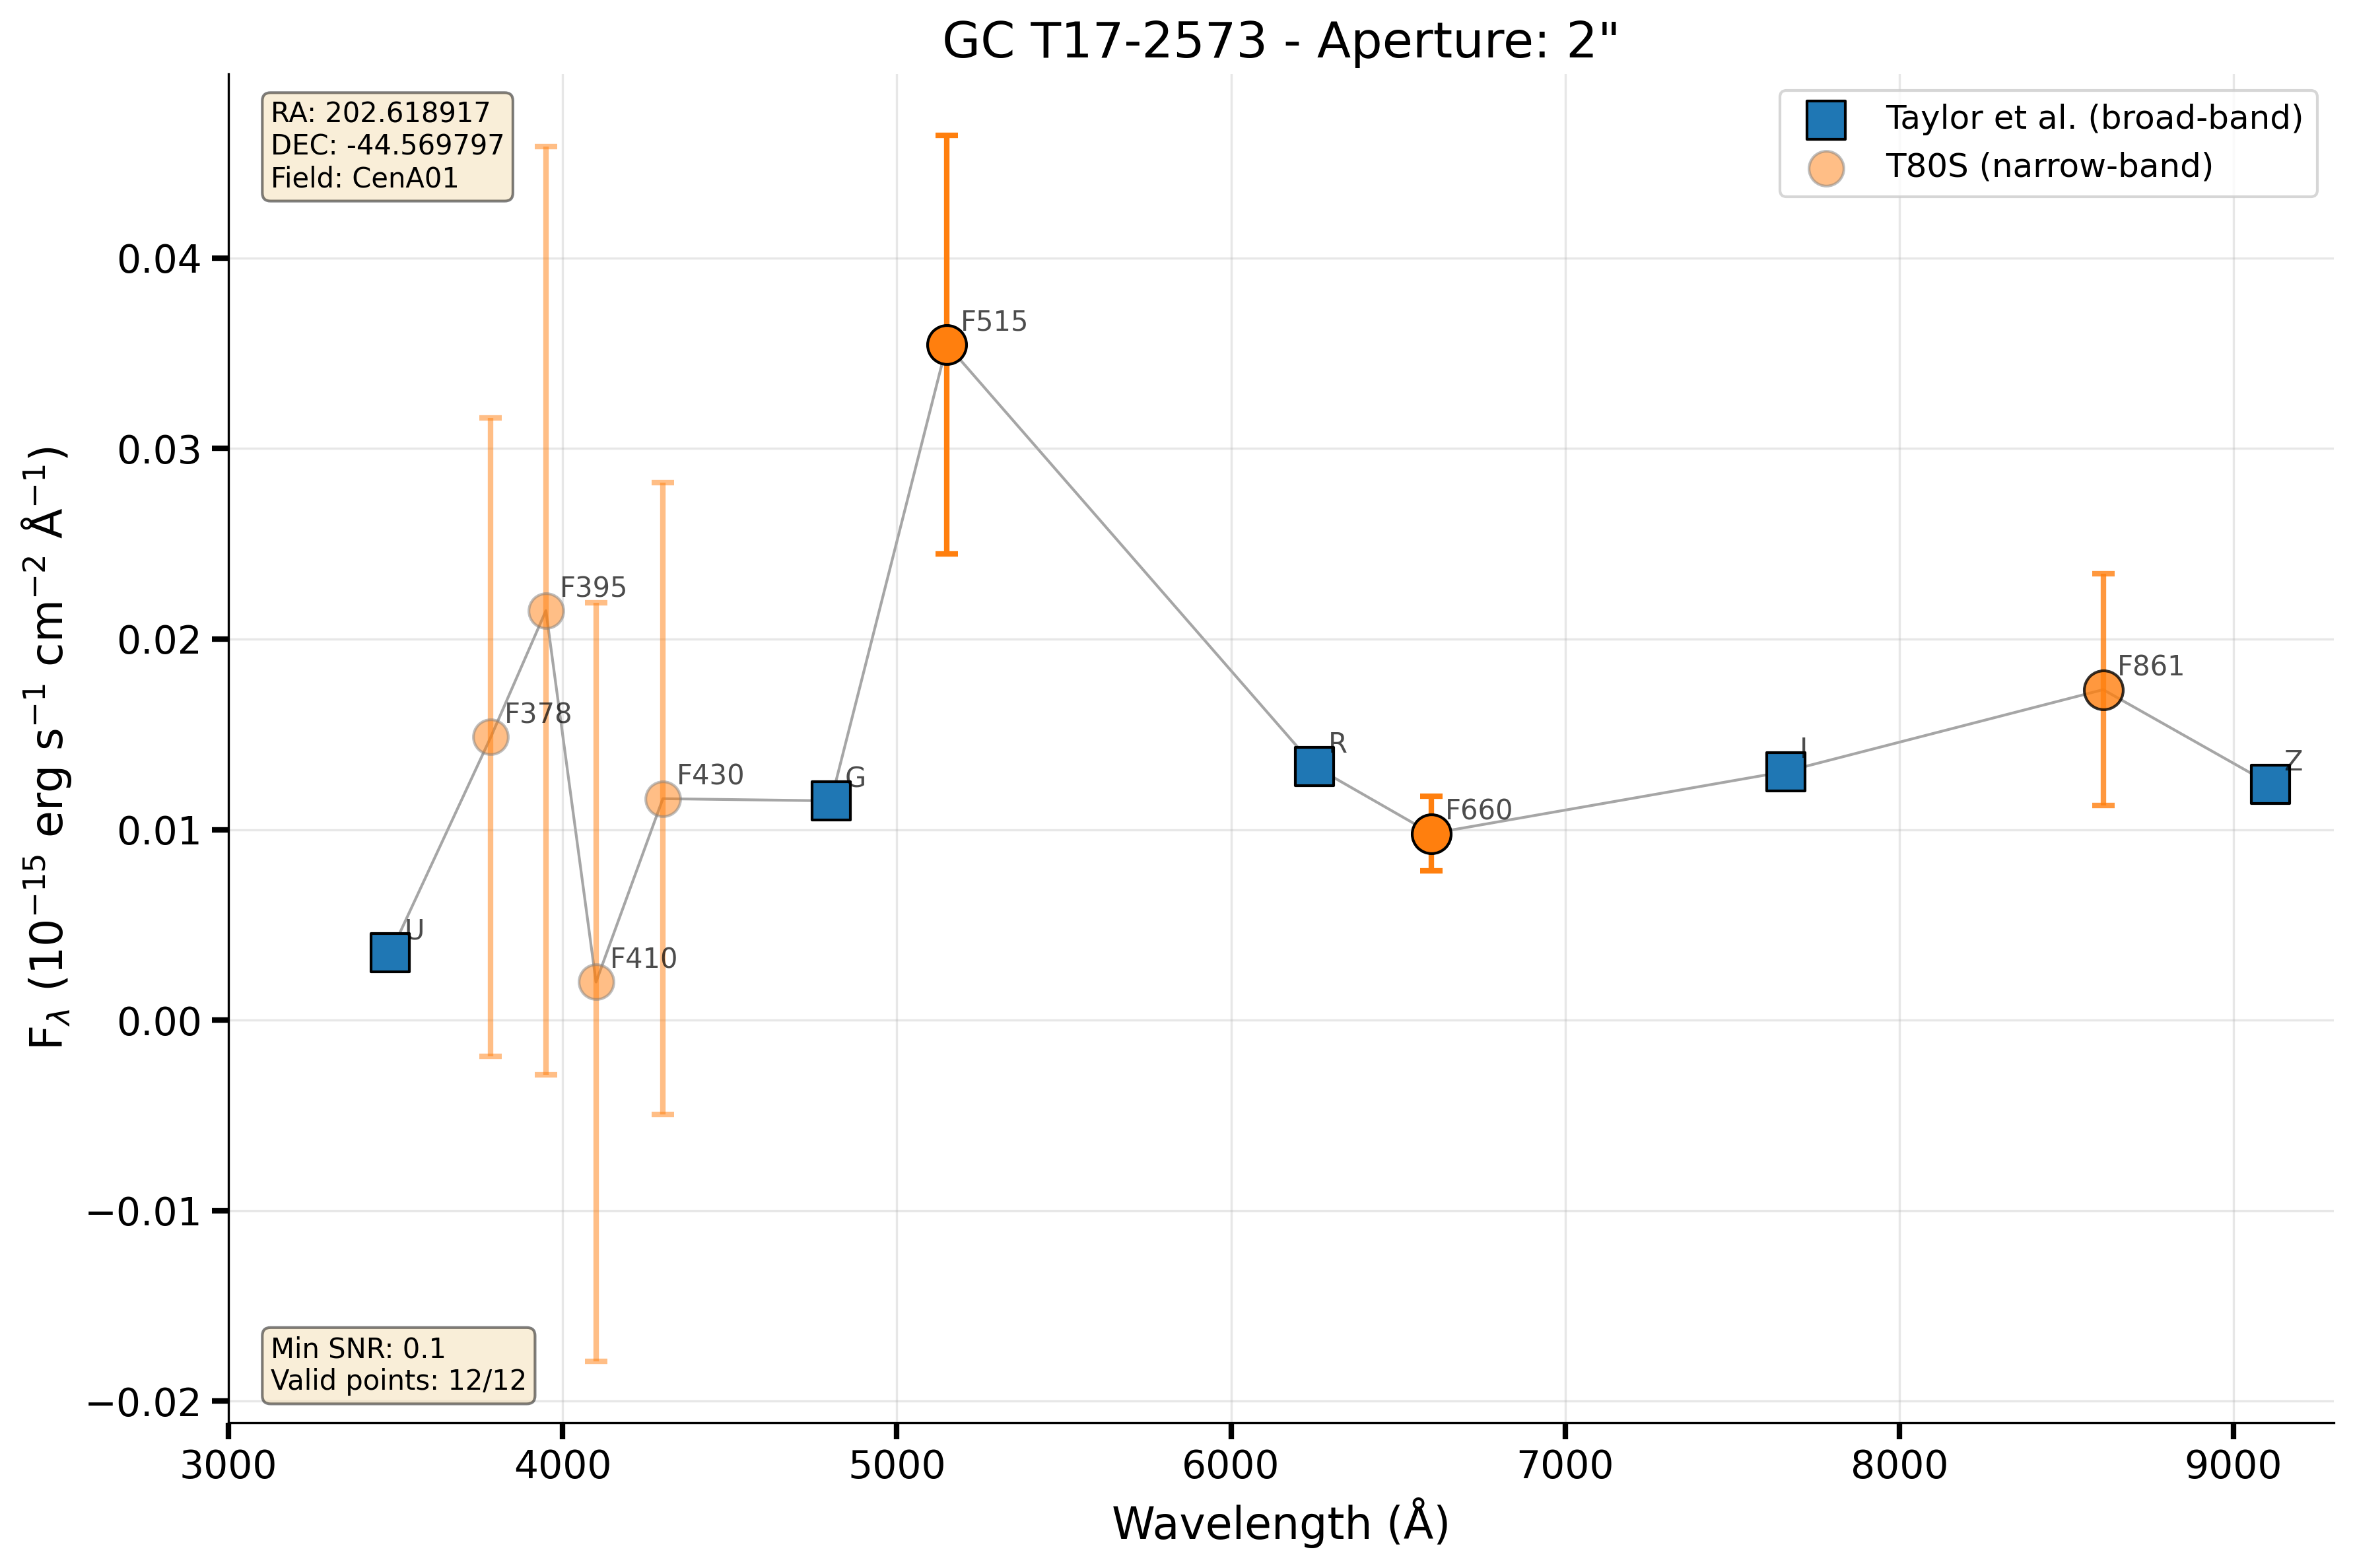 GC T17-2573 - Aperture: 2"
RA: 202.618917
DEC: -44.569797
Field: CenA01
Taylor et al. (broad-band)
T80S (narrow-band)
F515
F395
F378
F430
F410
U
G
R
F660
I
F861
Z
0.04
0.03
0.02
0.01
0.00
−0.01
−0.02
F_λ (10⁻¹⁵ erg s⁻¹ cm⁻² Å⁻¹)
Min SNR: 0.1
Valid points: 12/12
3000 4000 5000 6000 7000 8000 9000
Wavelength (Å)